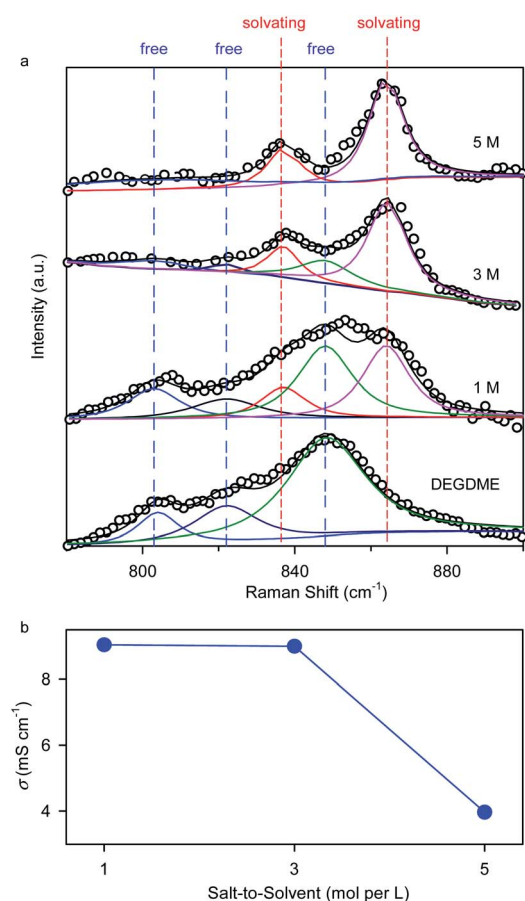 solvating
solvating
free
free
free
a
5 M
3 M
1 M
DEGDME
Intensity (a.u.)
800
840
880
Raman Shift (cm⁻¹)
b
8
6
4
σ (mS cm⁻¹)
1
3
5
Salt-to-Solvent (mol per L)